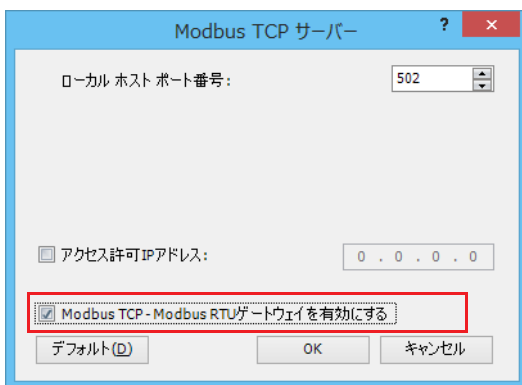 Modbus TCP サーバー ? ×
ローカル ホスト ポート番号: 502
アクセス許可IPアドレス: 0 . 0 . 0 . 0
Modbus TCP - Modbus RTUゲートウェイを有効にする
デフォルト(D) OK キャンセル